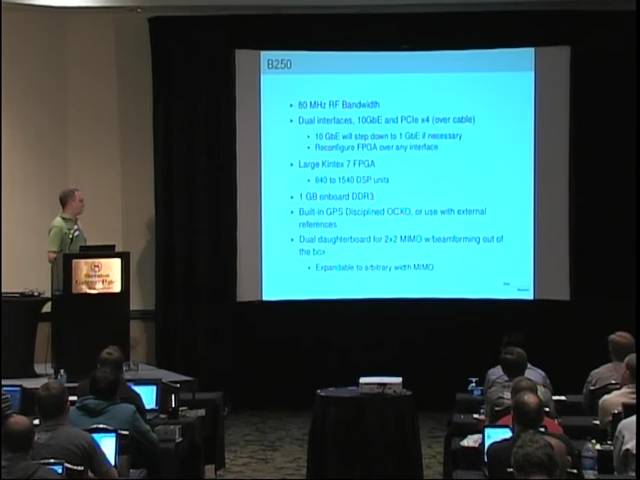 B250
• 80 MHz RF Bandwidth
• Dual interfaces, 10GbE and PCIe x4 (over cable)
• 10 GbE will step down to 1 GbE if necessary
• Reconfigure FPGA over any interface
• Large Kintex 7 FPGA
• 840 to 1540 DSP units
• 1 GB onboard DDR3
• Built-in GPS Disciplined OCXO, or use with external
references
• Dual daughterboard for 2x2 MIMO w/beamforming out of
the box
• Expandable to arbitrary width MIMO
Sheraton